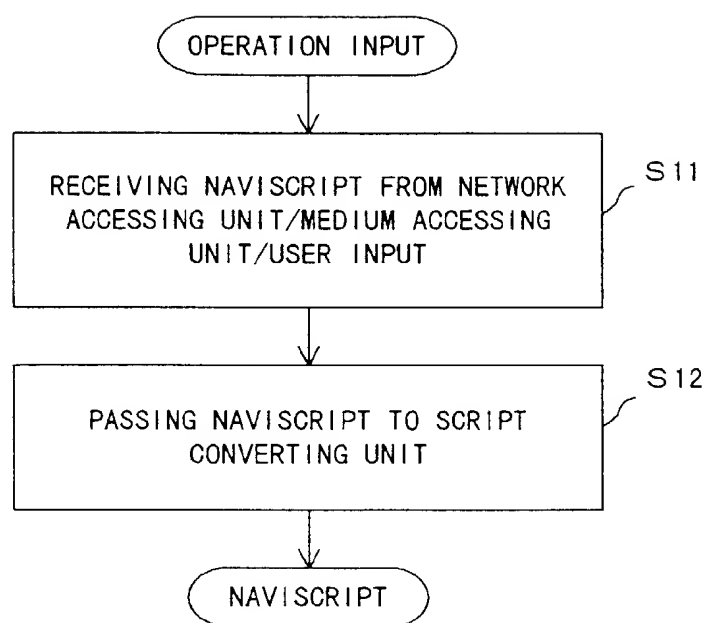 OPERATION INPUT
RECEIVING NAVISCRIPT FROM NETWORK
ACCESSING UNIT/MEDIUM ACCESSING
UNIT/USER INPUT
S11
PASSING NAVISCRIPT TO SCRIPT
CONVERTING UNIT
S12
NAVISCRIPT